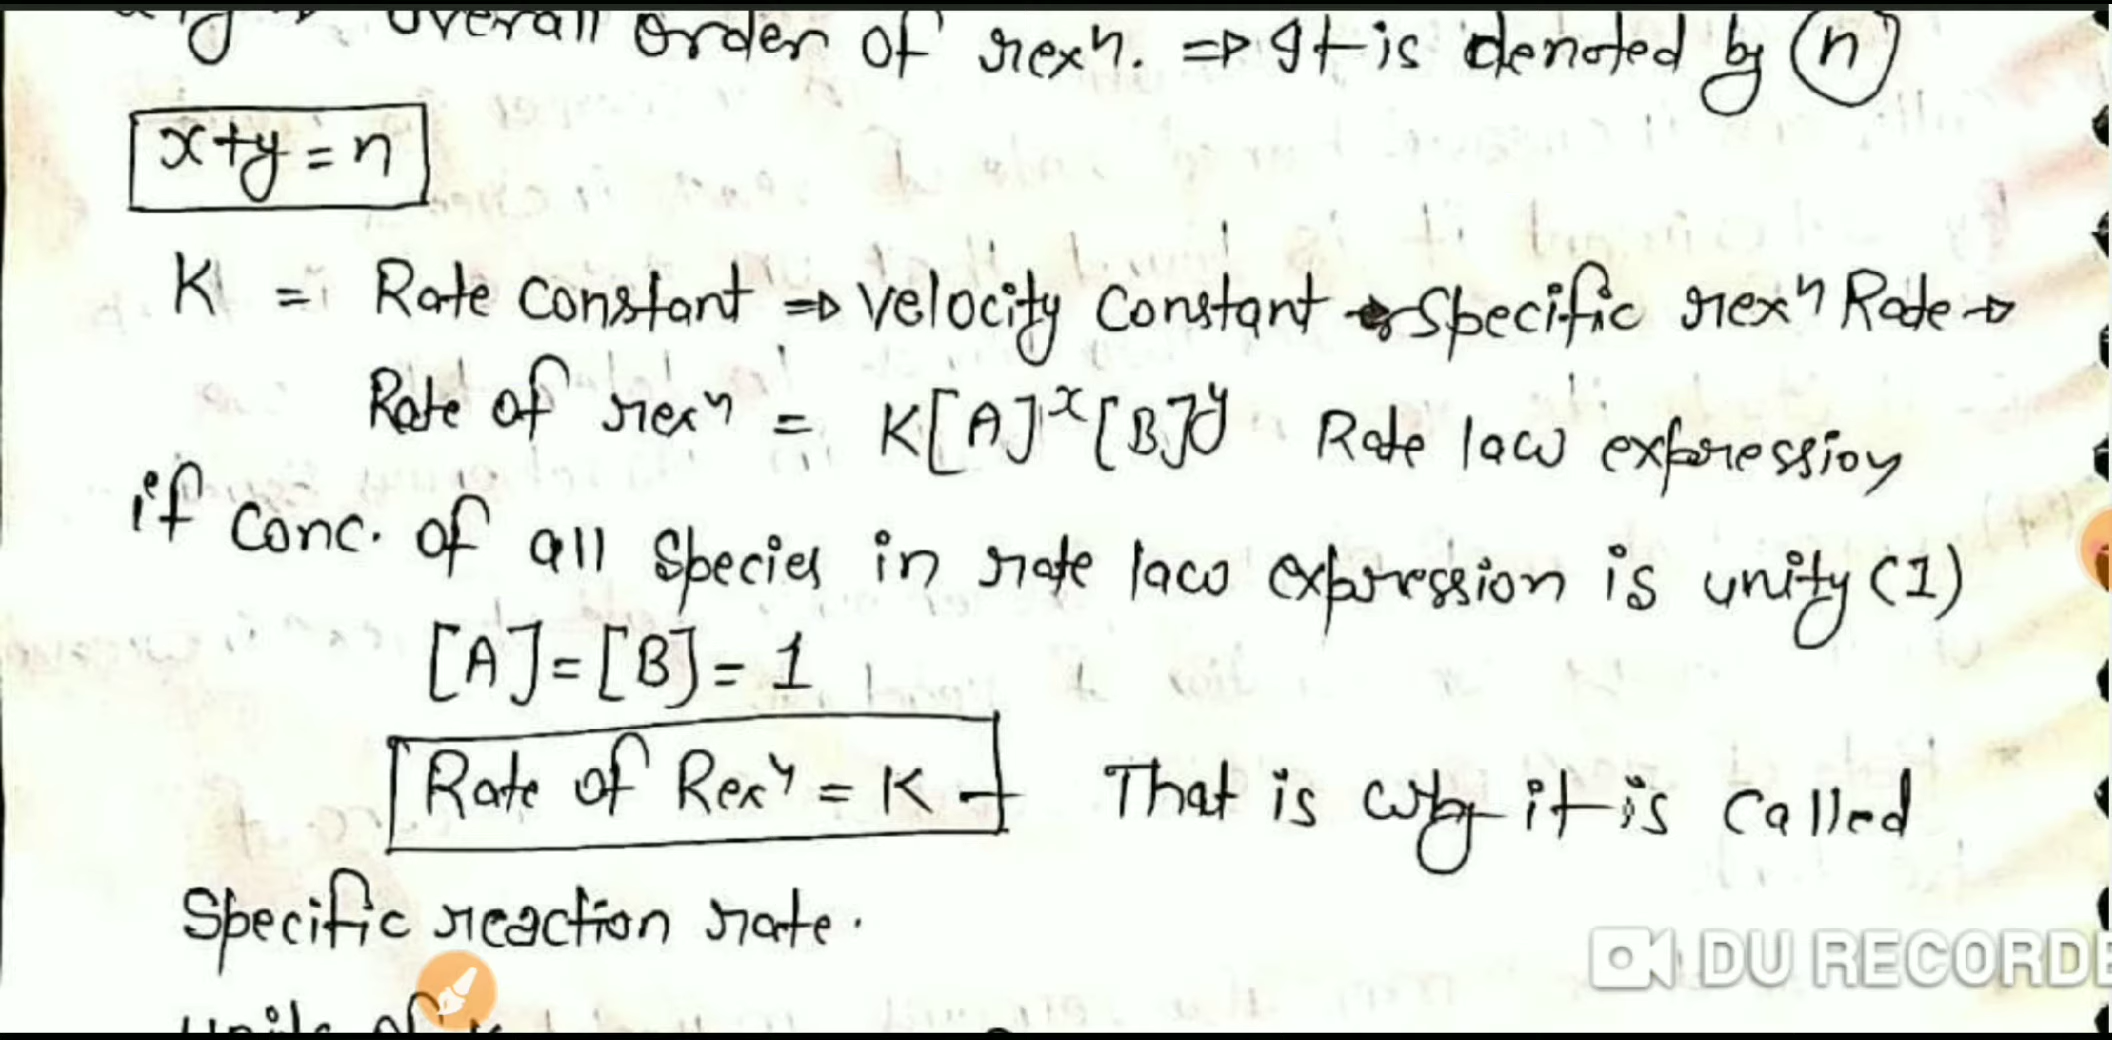 overall order of rexn. => It is denoted by (n)
x+y=n
K = Rate constant => velocity constant → specific rexn Rate →
Rate of rexn = K[A]^x[B]^y Rate law expression
if conc. of all species in rate law expression is unity (1)
[A]=[B]=1
Rate of Rexn = K That is why it is called
specific reaction rate.
units of
DU RECORDE